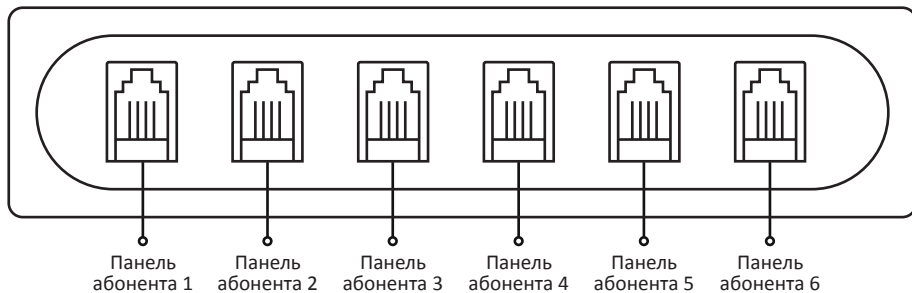 Панель
абонента 1
Панель
абонента 2
Панель
абонента 3
Панель
абонента 4
Панель
абонента 5
Панель
абонента 6